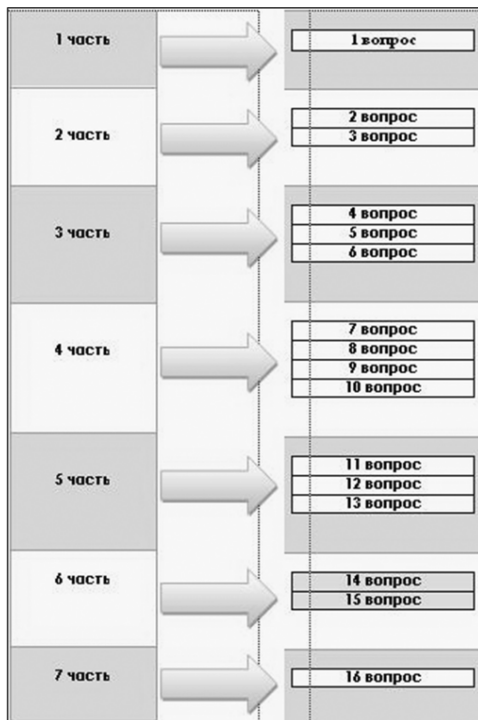 1 часть
1 вопрос
2 часть
2 вопрос
3 вопрос
3 часть
4 вопрос
5 вопрос
6 вопрос
4 часть
7 вопрос
8 вопрос
9 вопрос
10 вопрос
5 часть
11 вопрос
12 вопрос
13 вопрос
6 часть
14 вопрос
15 вопрос
7 часть
16 вопрос